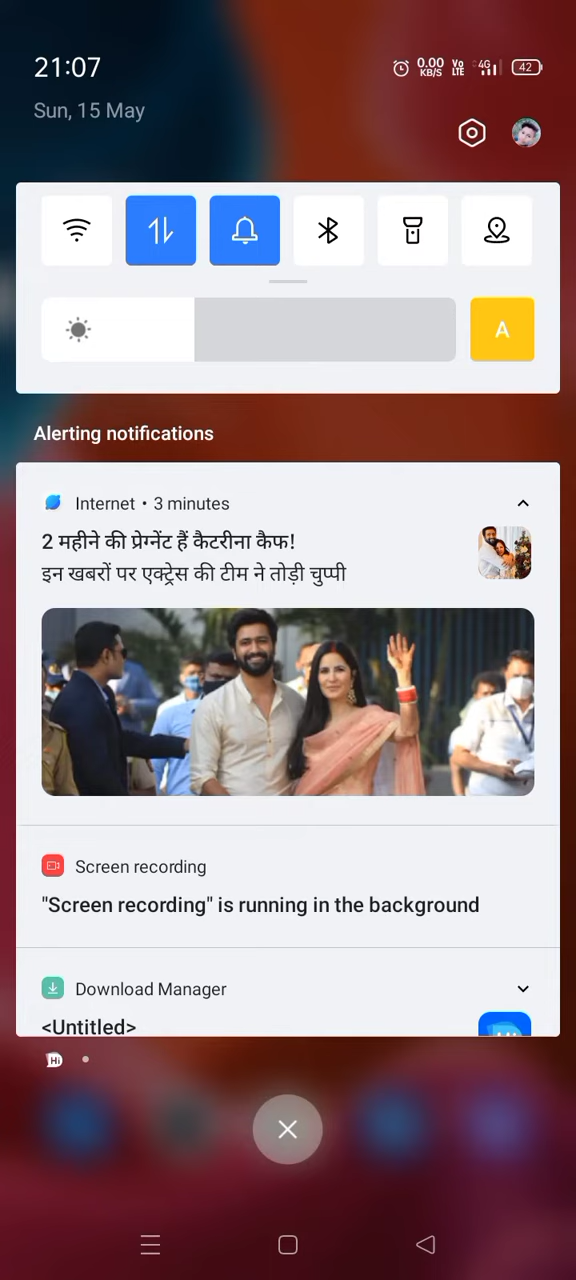 21:07
0.00 KB/S
Vo LTE
4G
42
Sun, 15 May
A
Alerting notifications
Internet • 3 minutes
2 महीने की प्रेग्नेंट हैं कैटरीना कैफ!
इन खबरों पर एक्ट्रेस की टीम ने तोड़ी चुप्पी
Screen recording
"Screen recording" is running in the background
Download Manager
<Untitled>
Hi